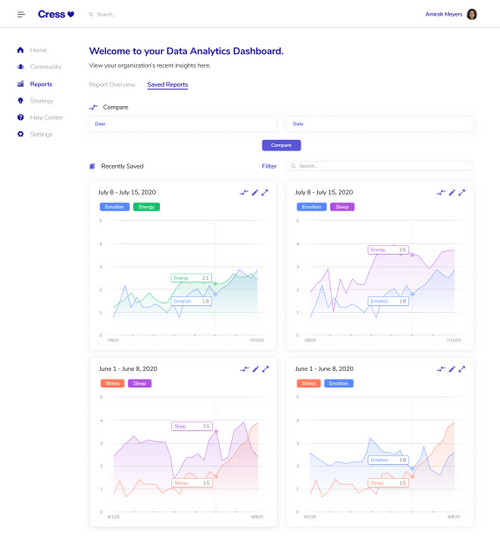 Cress
Search...
Amirah Meyers
Home
Community
Reports
Strategy
Help Center
Settings
Welcome to your Data Analytics Dashboard.
View your organization's recent insights here.
Report Overview
Saved Reports
Compare
Date
Date
Compare
Recently Saved
Filter
Search...
July 8 - July 15, 2020
Emotion
Energy
5
4
3
2
1
0
Energy 2.1
Emotion 1.8
7/8/20
7/15/20
July 8 - July 15, 2020
Emotion
Sleep
5
4
3
2
1
0
Energy 3.5
Emotion 1.8
7/8/20
7/15/20
June 1 - June 8, 2020
Stress
Sleep
5
4
3
2
1
0
Sleep 3.5
Stress 1.5
6/1/20
6/8/20
June 1 - June 8, 2020
Stress
Emotion
5
4
3
2
1
0
Emotion 1.8
Stress 1.5
6/1/20
6/8/20